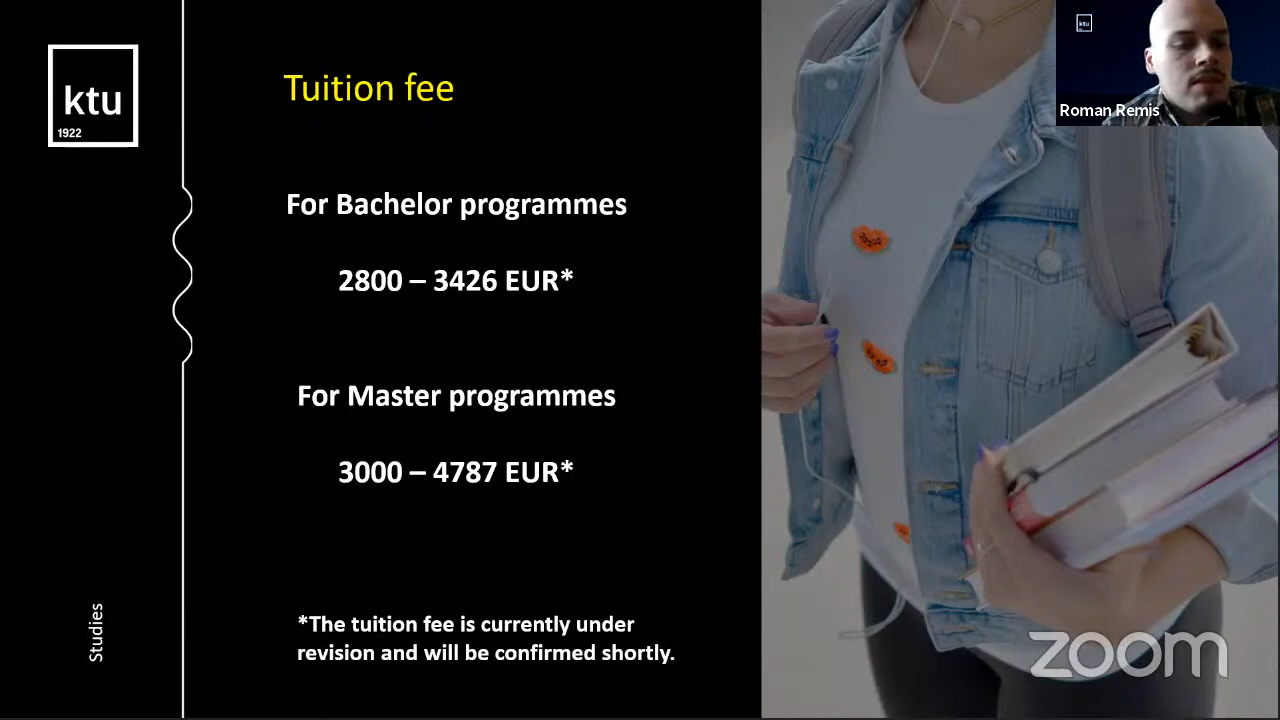 ktu
1922
Tuition fee
For Bachelor programmes
2800 – 3426 EUR*
For Master programmes
3000 – 4787 EUR*
*The tuition fee is currently under
revision and will be confirmed shortly.
Studies
ktu
Roman Remis
zoom